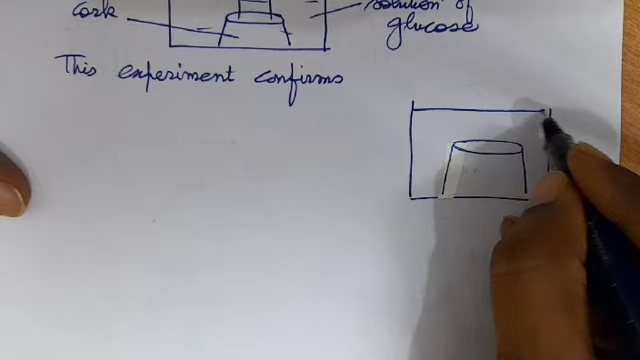 cork
solution of
glucose
This experiment confirms